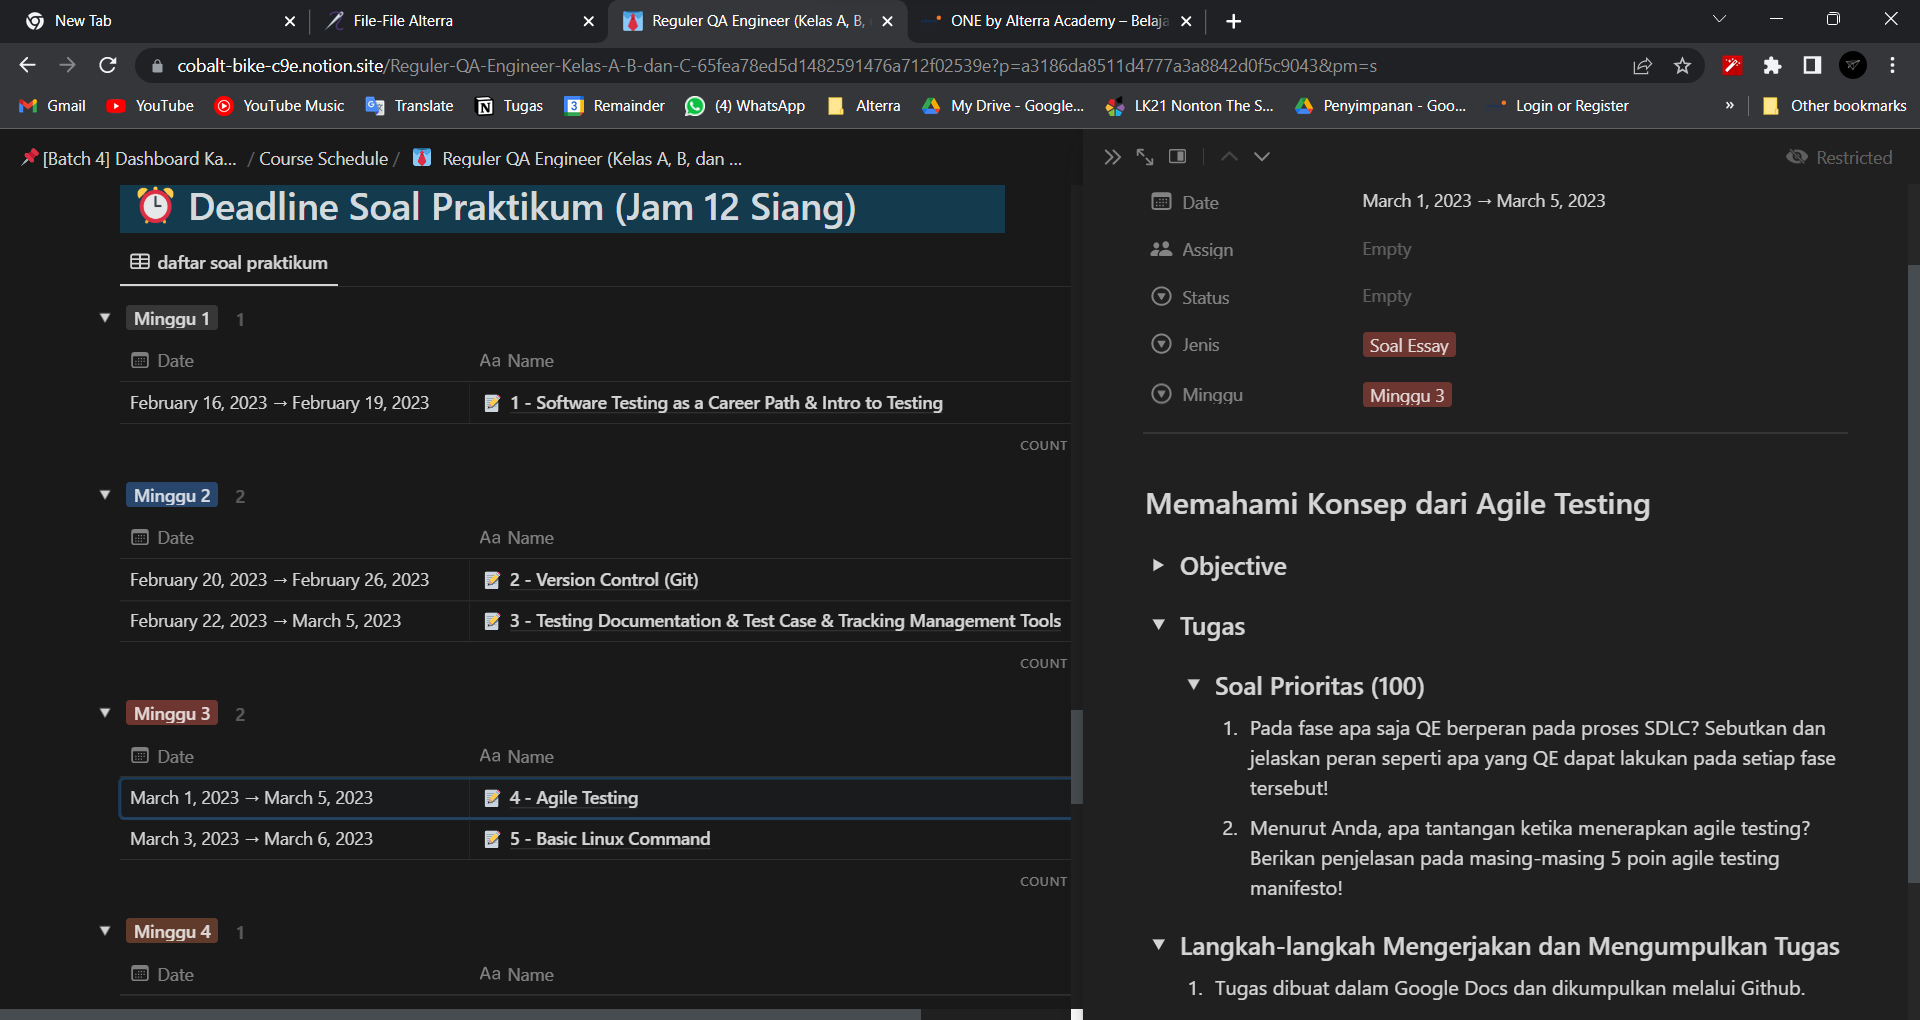 New Tab
File-File Alterra
Reguler QA Engineer (Kelas A, B,
ONE by Alterra Academy – Belaja
cobalt-bike-c9e.notion.site/Reguler-QA-Engineer-Kelas-A-B-dan-C-65fea78ed5d1482591476a712f02539e?p=a3186da8511d4777a3a8842d0f5c9043&pm=s
Gmail
YouTube
YouTube Music
Translate
Tugas
Remainder
(4) WhatsApp
Alterra
My Drive - Google...
LK21 Nonton The S...
Penyimpanan - Goo...
Login or Register
»
Other bookmarks
[Batch 4] Dashboard Ka... / Course Schedule / Reguler QA Engineer (Kelas A, B, dan ...
Deadline Soal Praktikum (Jam 12 Siang)
daftar soal praktikum
Minggu 1 1
Date Aa Name
February 16, 2023 → February 19, 2023 1 - Software Testing as a Career Path & Intro to Testing
COUNT
Minggu 2 2
Date Aa Name
February 20, 2023 → February 26, 2023 2 - Version Control (Git)
February 22, 2023 → March 5, 2023 3 - Testing Documentation & Test Case & Tracking Management Tools
COUNT
Minggu 3 2
Date Aa Name
March 1, 2023 → March 5, 2023 4 - Agile Testing
March 3, 2023 → March 6, 2023 5 - Basic Linux Command
COUNT
Minggu 4 1
Date Aa Name
Restricted
Date March 1, 2023 → March 5, 2023
Assign Empty
Status Empty
Jenis Soal Essay
Minggu Minggu 3
Memahami Konsep dari Agile Testing
Objective
Tugas
Soal Prioritas (100)
1. Pada fase apa saja QE berperan pada proses SDLC? Sebutkan dan
jelaskan peran seperti apa yang QE dapat lakukan pada setiap fase
tersebut!
2. Menurut Anda, apa tantangan ketika menerapkan agile testing?
Berikan penjelasan pada masing-masing 5 poin agile testing
manifesto!
Langkah-langkah Mengerjakan dan Mengumpulkan Tugas
1. Tugas dibuat dalam Google Docs dan dikumpulkan melalui Github.